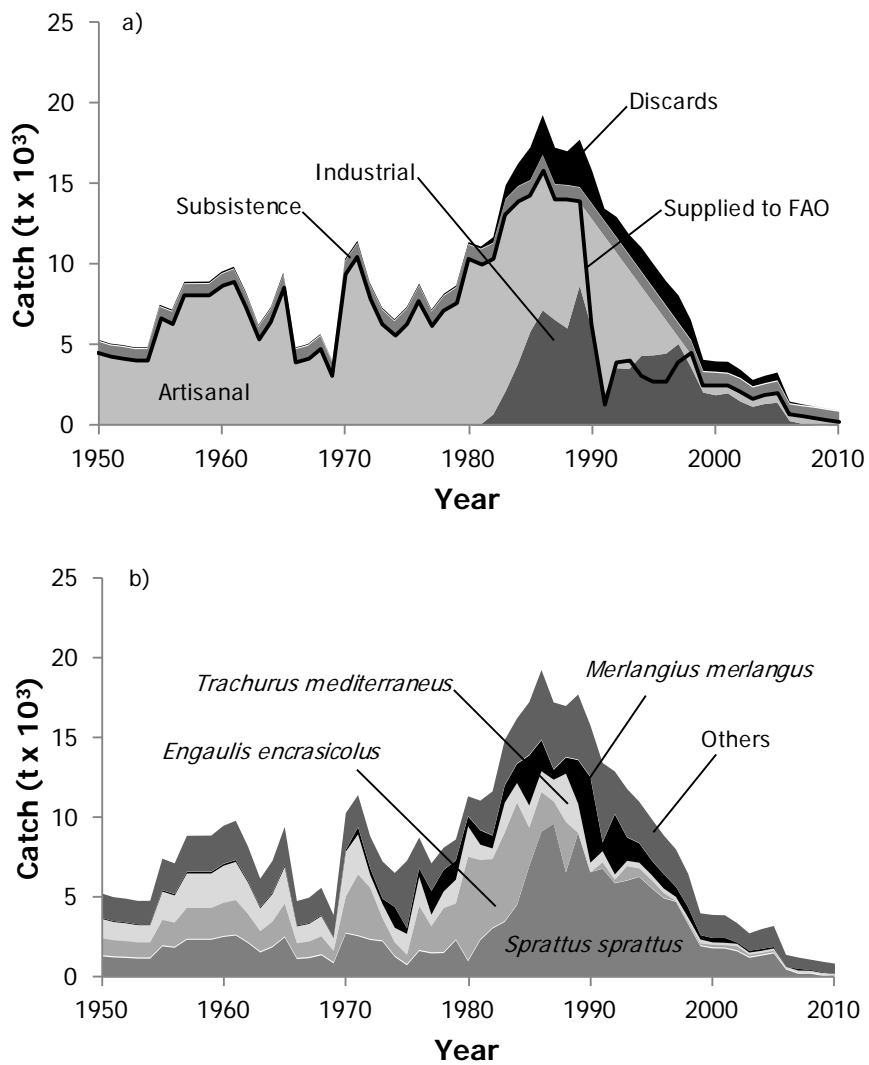 a)
25
20
15
10
5
0
Catch (t x 10³)
Discards
Industrial
Subsistence
Supplied to FAO
Artisanal
1950 1960 1970 1980 1990 2000 2010
Year
b)
25
20
15
10
5
0
Catch (t x 10³)
Trachurus mediterraneus
Merlangius merlangus
Engaulis encrasicolus
Others
Sprattus sprattus
1950 1960 1970 1980 1990 2000 2010
Year